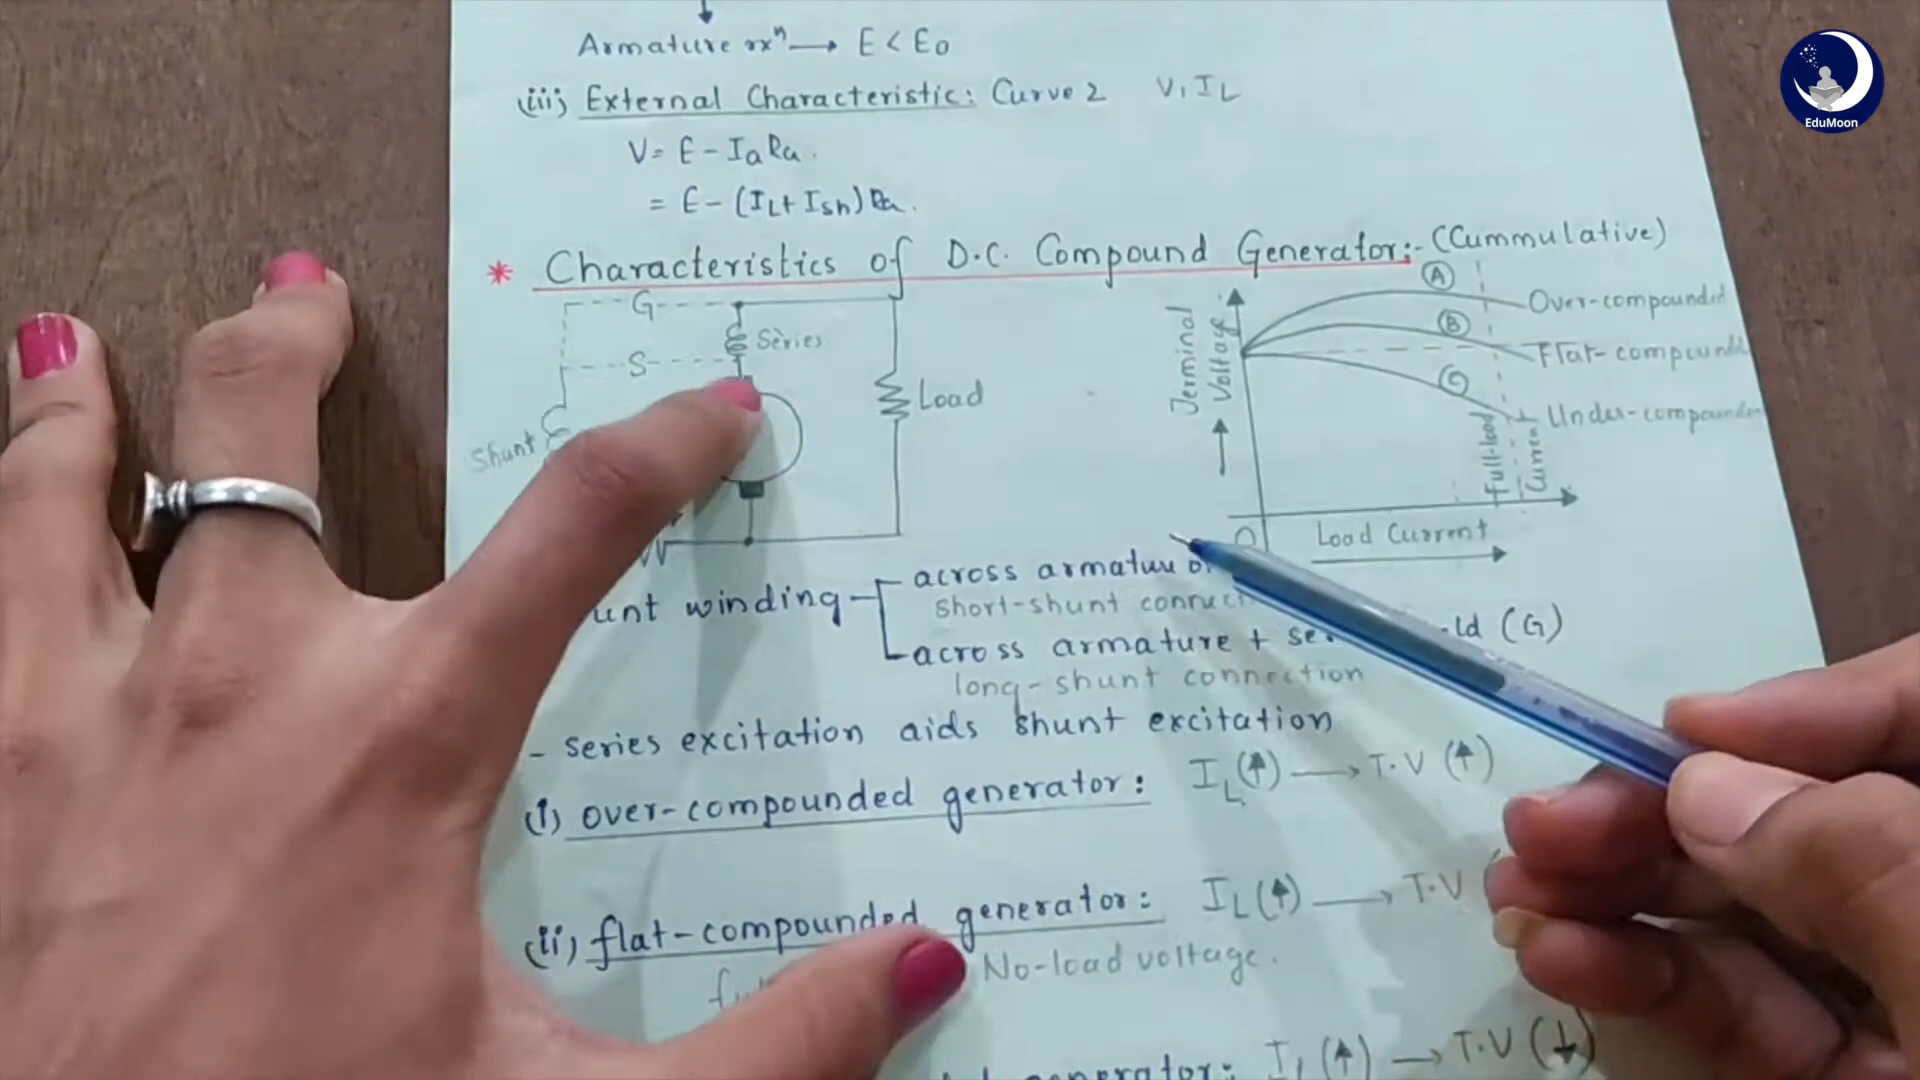 Armature rxⁿ → E < E0
(iii) External Characteristic: Curve 2 V, IL
V = E - IaRa.
= E - (IL + Ish) Ra.
* Characteristics of D.C. Compound Generator:- (Cummulative)
G
Series
S
Shunt
Load
Terminal Voltage
A
Over-compounded
B
Flat-compound
C
Under-compounde
Full-load Current
O
Load Current
unt winding
across armature
short-shunt
across armature + se
ld (G)
long-shunt connection
- series excitation aids shunt excitation
(i) over-compounded generator: IL(↑) → T.V (↑)
(ii) flat-compounded generator: IL(↑) → T.V (
No-load voltage.
generator: IL(↑) → T.V (↓)
EduMoon